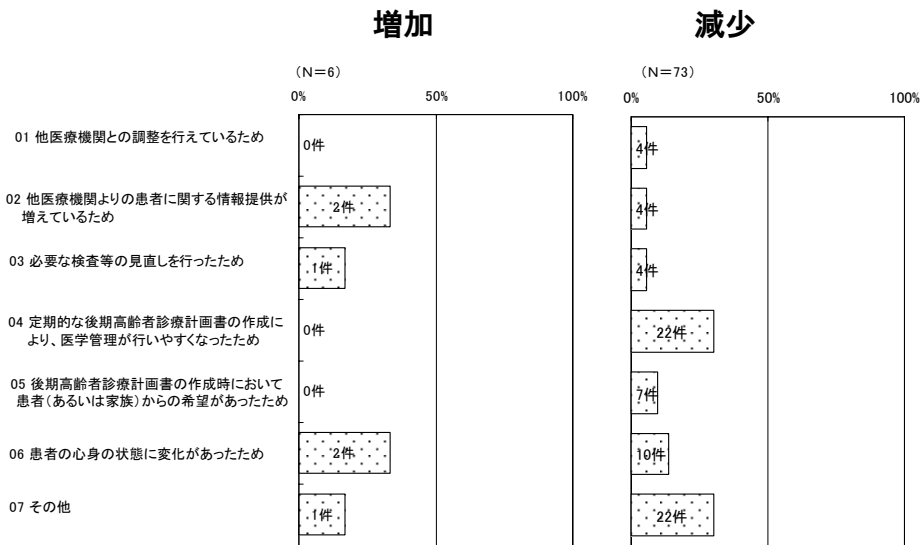 増加
減少
（N＝6）
（N＝73）
0%
50%
100%
0%
50%
100%
01 他医療機関との調整を行えているため
0件
4件
02 他医療機関よりの患者に関する情報提供が
増えているため
2件
4件
03 必要な検査等の見直しを行ったため
1件
4件
04 定期的な後期高齢者診療計画書の作成に
より、医学管理が行いやすくなったため
0件
22件
05 後期高齢者診療計画書の作成時において
患者（あるいは家族）からの希望があったため
0件
7件
06 患者の心身の状態に変化があったため
2件
10件
07 その他
1件
22件